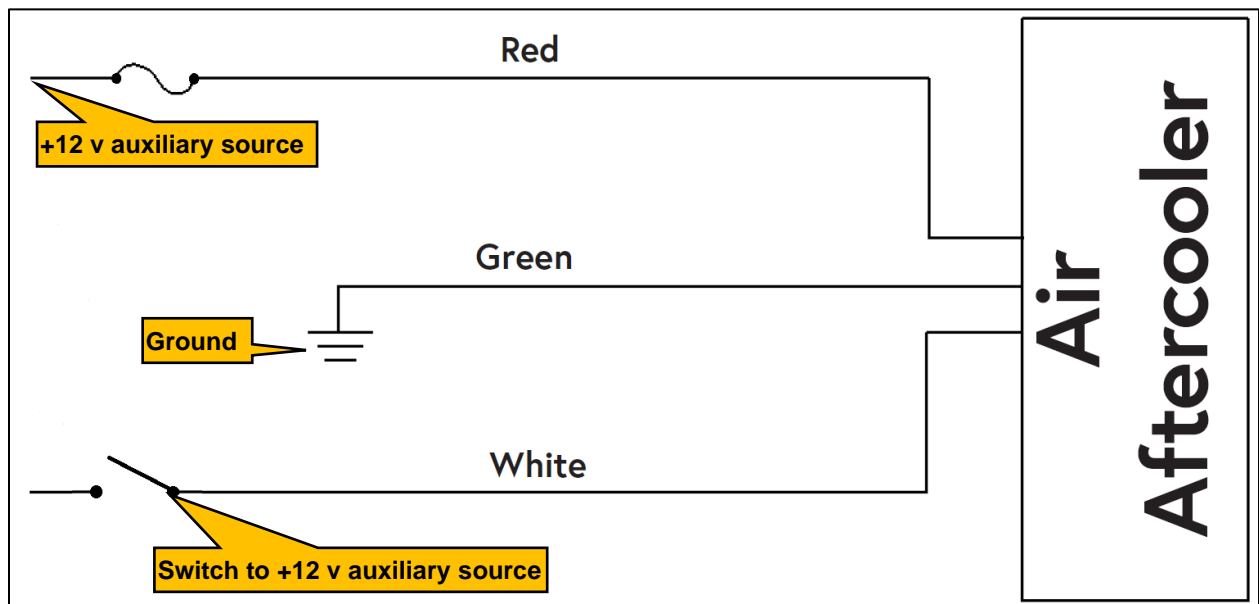 Red
+12 v auxiliary source
Green
Ground
White
Switch to +12 v auxiliary source
Air
Aftercooler